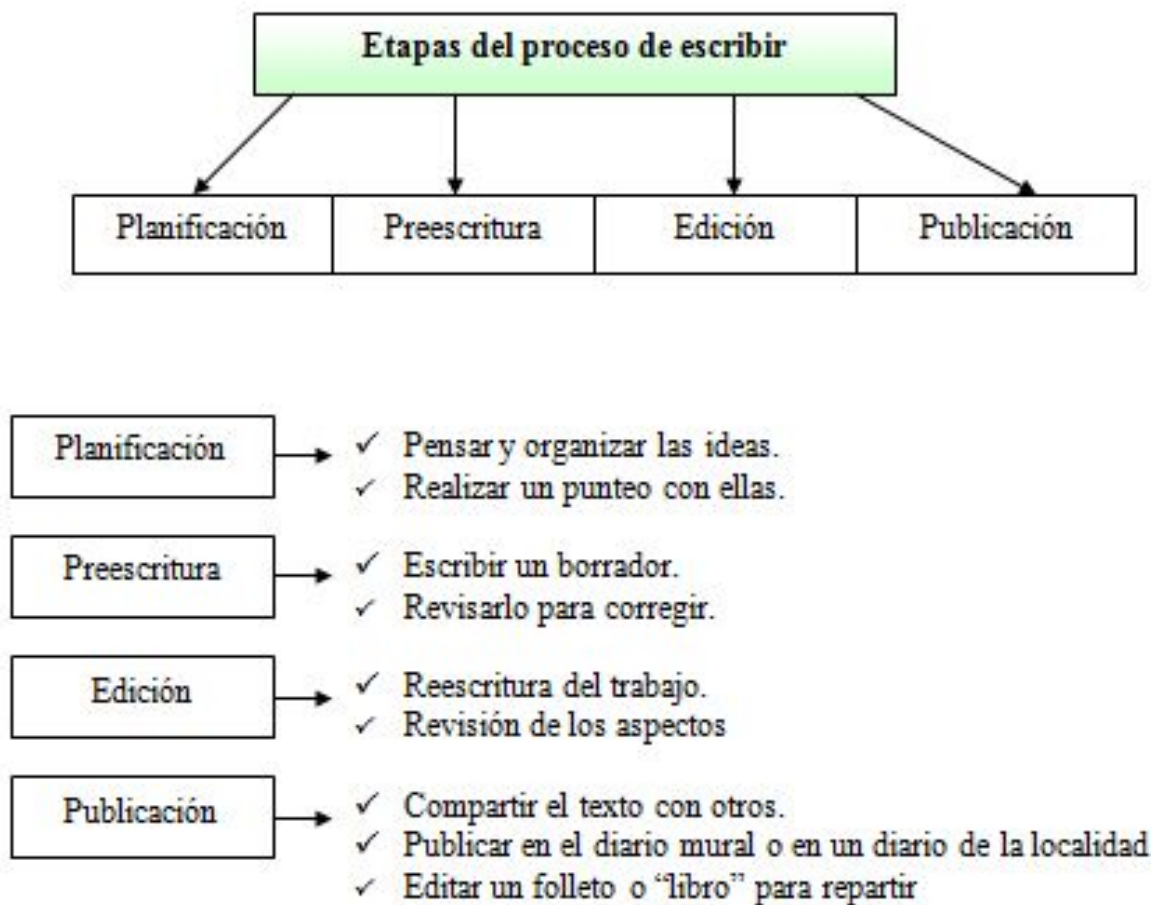 Etapas del proceso de escribir
Planificación Preescritura Edición Publicación
Planificación
✓ Pensar y organizar las ideas.
✓ Realizar un punteo con ellas.
Preescritura
✓ Escribir un borrador.
✓ Revisarlo para corregir.
Edición
✓ Reescritura del trabajo.
✓ Revisión de los aspectos
Publicación
✓ Compartir el texto con otros.
✓ Publicar en el diario mural o en un diario de la localidad
✓ Editar un folleto o “libro” para repartir